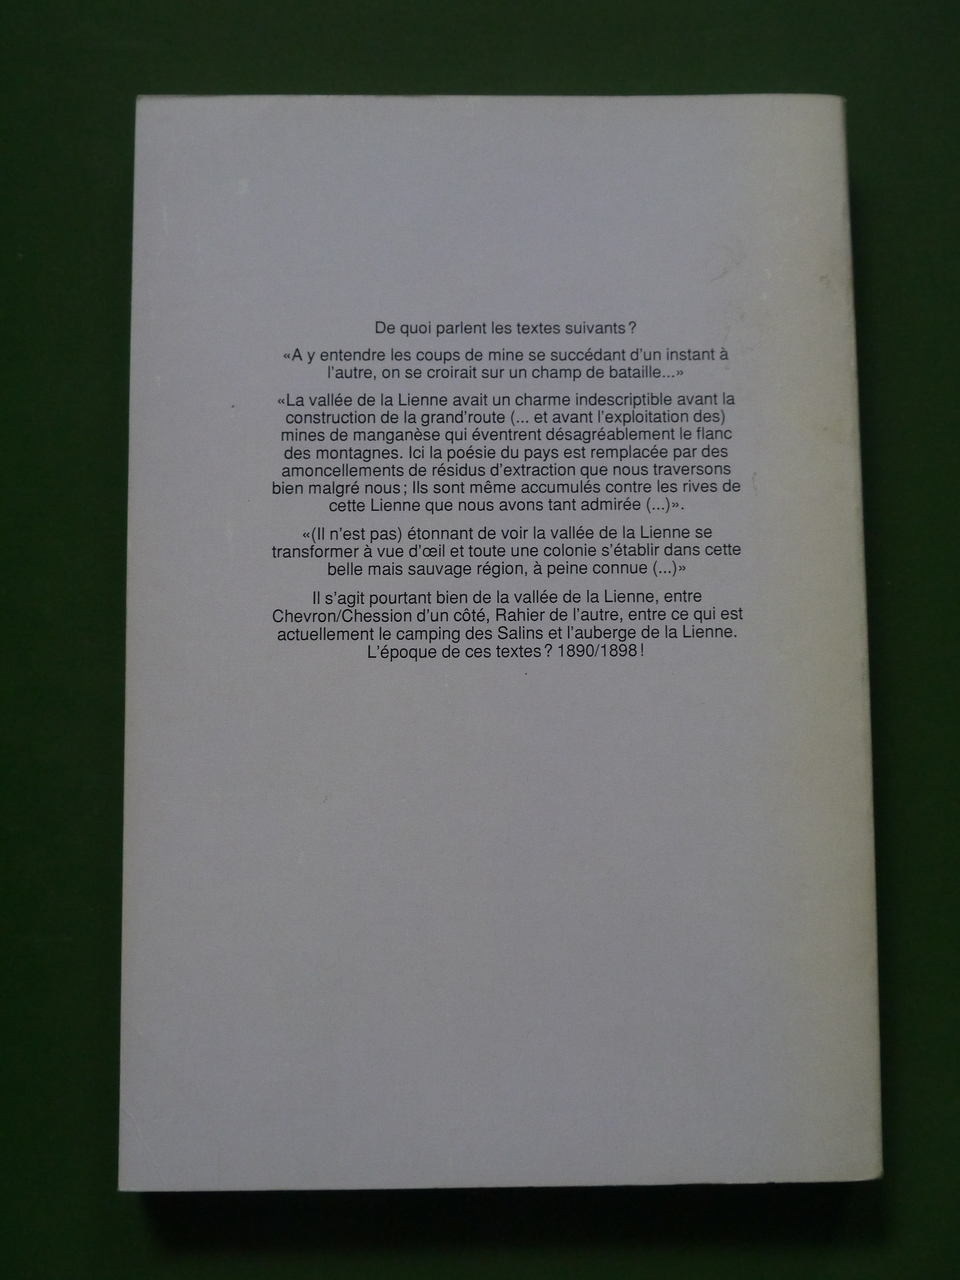 De quoi parlent les textes suivants ?
«A y entendre les coups de mine se succédant d'un instant à
l'autre, on se croirait sur un champ de bataille...»
«La vallée de la Lienne avait un charme indescriptible avant la
construction de la grand'route (... et avant l'exploitation des)
mines de manganèse qui éventrent désagréablement le flanc
des montagnes. Ici la poésie du pays est remplacée par des
amoncellements de résidus d'extraction que nous traversons
bien malgré nous ; Ils sont même accumulés contre les rives de
cette Lienne que nous avons tant admirée (...)».
«(Il n'est pas) étonnant de voir la vallée de la Lienne se
transformer à vue d'œil et toute une colonie s'établir dans cette
belle mais sauvage région, à peine connue (...)»
Il s'agit pourtant bien de la vallée de la Lienne, entre
Chevron/Chession d'un côté, Rahier de l'autre, entre ce qui est
actuellement le camping des Salins et l'auberge de la Lienne.
L'époque de ces textes ? 1890/1898 !